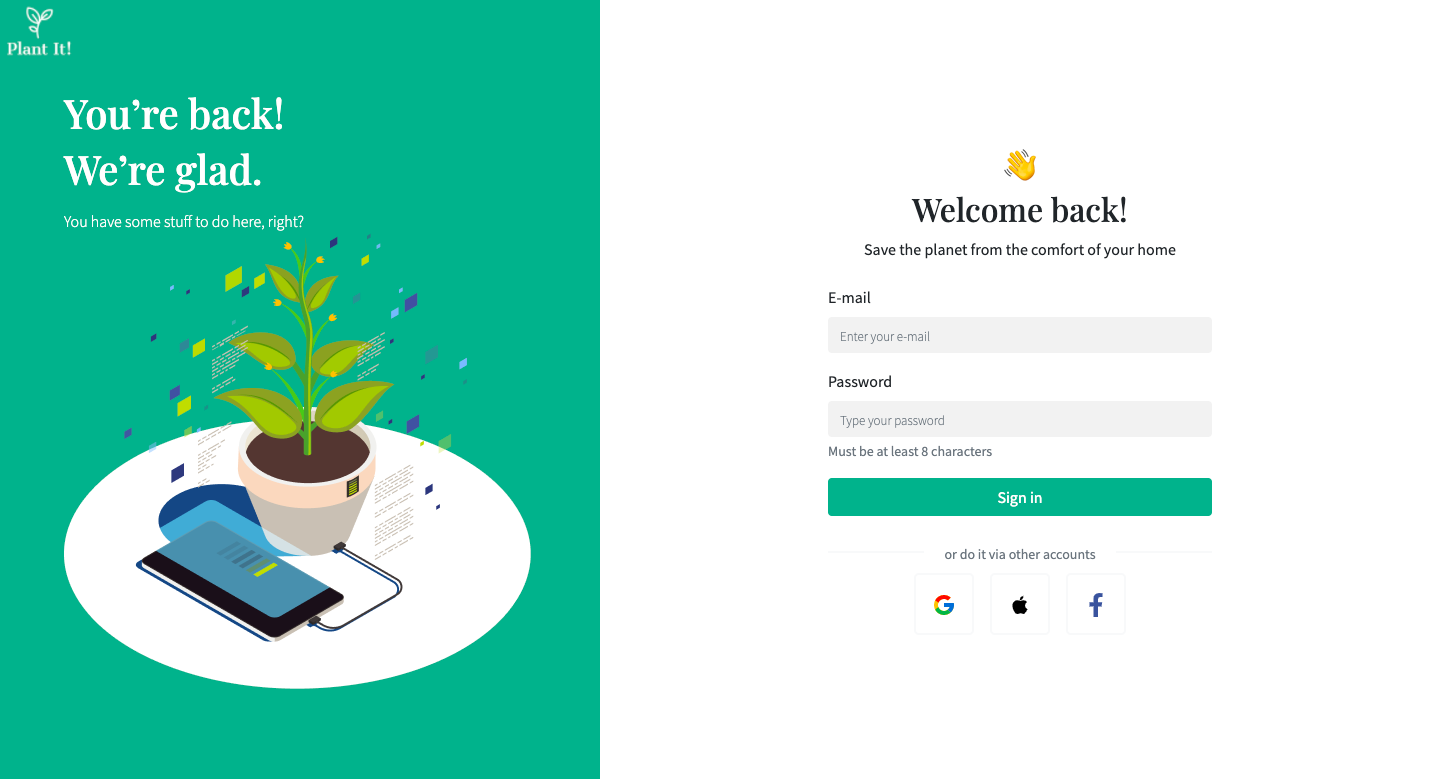 Plant It!
You’re back!
We’re glad.
You have some stuff to do here, right?
Welcome back!
Save the planet from the comfort of your home
E-mail
Enter your e-mail
Password
Type your password
Must be at least 8 characters
Sign in
or do it via other accounts